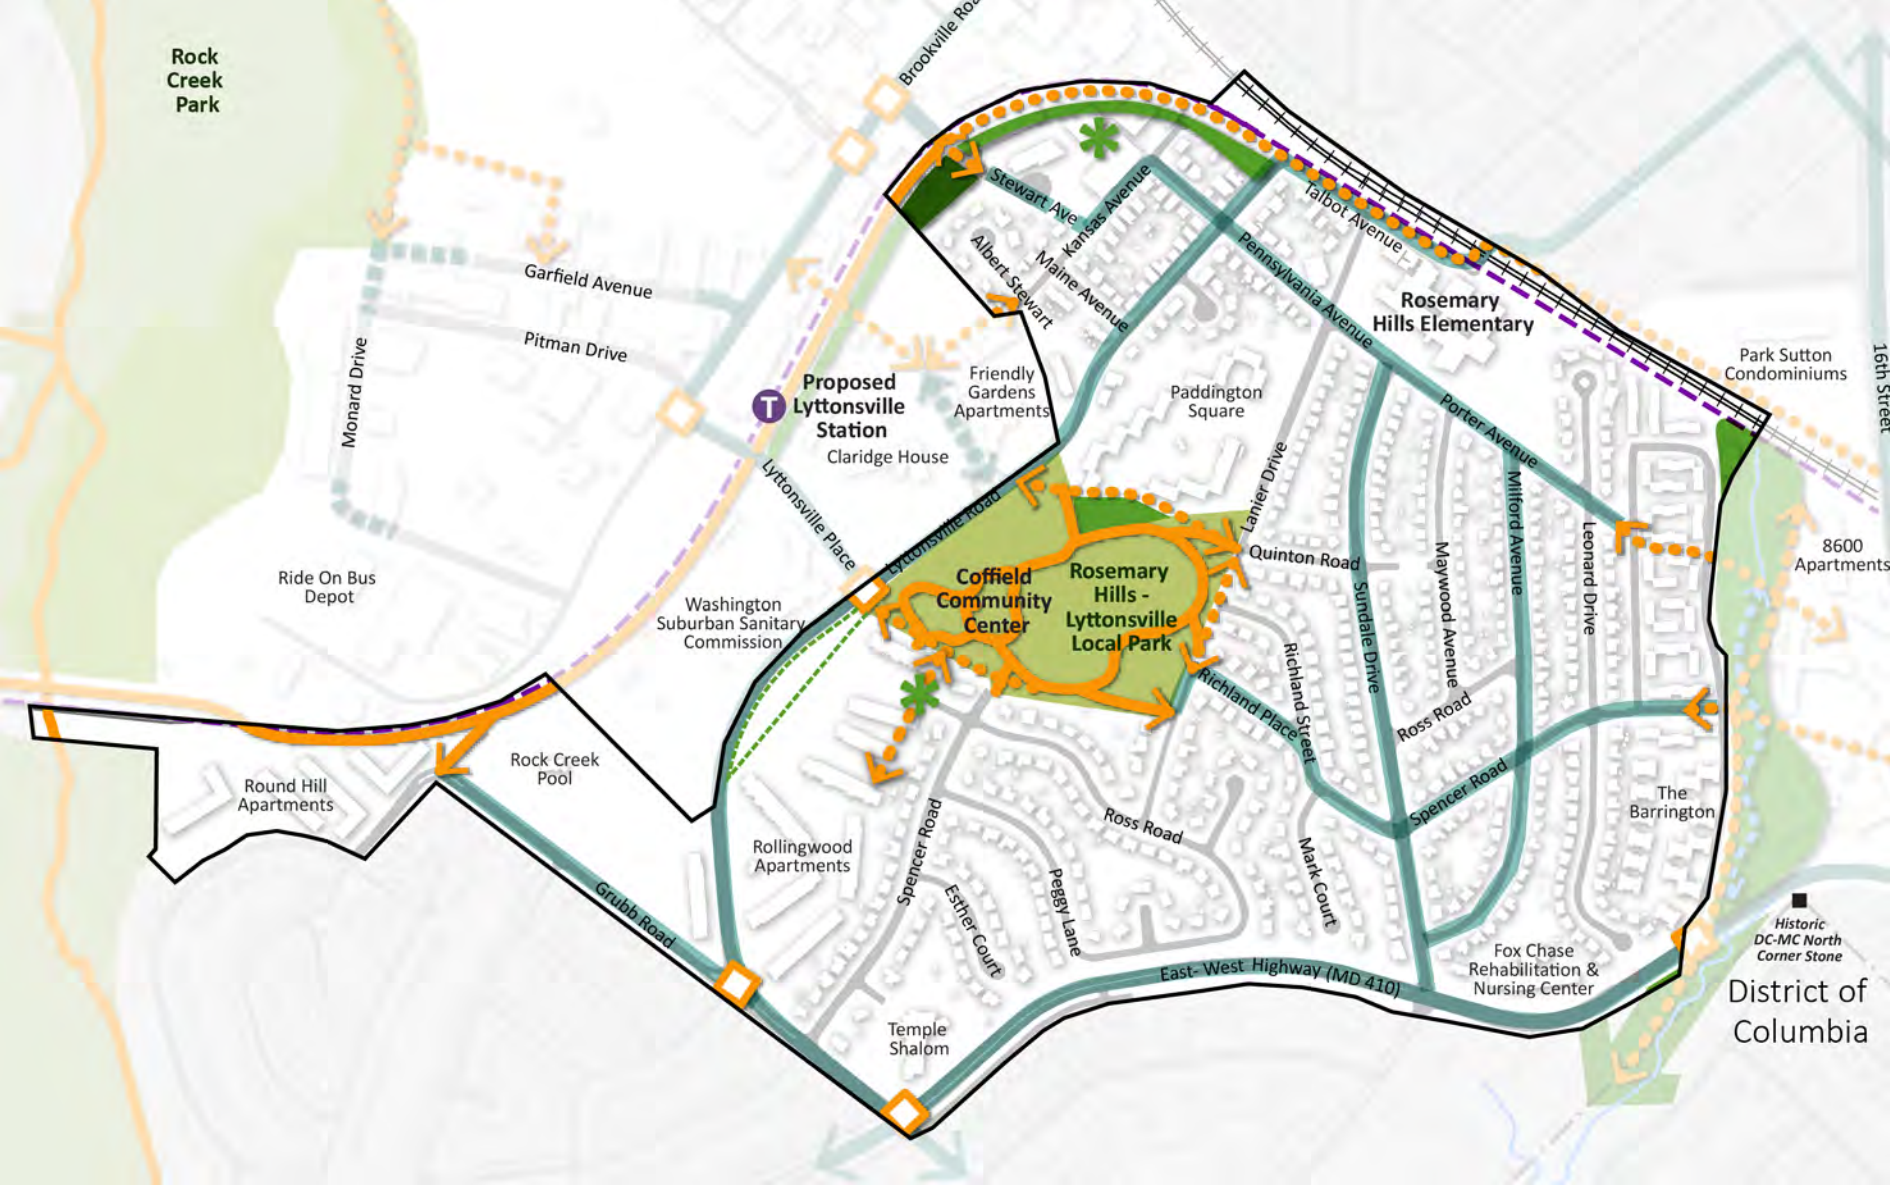 Rock
Creek
Park
Brookville Roa
Stewart Ave
Kansas Avenue
Talbot Avenue
Albert Stewart
Maine Avenue
Pennsylvania Avenue
Garfield Avenue
Pitman Drive
Monard Drive
Rosemary
Hills Elementary
Park Sutton
Condominiums
16th Street
T
Proposed
Lyttonsville
Station
Claridge House
Friendly
Gardens
Apartments
Paddington
Square
Porter Avenue
Lyttonsville Place
Lyttonsville Road
Lanier Drive
Quinton Road
Milford Avenue
Maywood Avenue
Leonard Drive
Sundale Drive
8600
Apartments
Ride On Bus
Depot
Washington
Suburban Sanitary
Commission
Coffield
Community
Center
Rosemary
Hills -
Lyttonsville
Local Park
Richland Place
Richland Street
Ross Road
Spencer Road
Round Hill
Apartments
Rock Creek
Pool
Rollingwood
Apartments
Spencer Road
Ross Road
Mark Court
The
Barrington
Grubb Road
Esther Court
Peggy Lane
East- West Highway (MD 410)
Fox Chase
Rehabilitation &
Nursing Center
Temple
Shalom
Historic
DC-MC North
Corner Stone
District of
Columbia